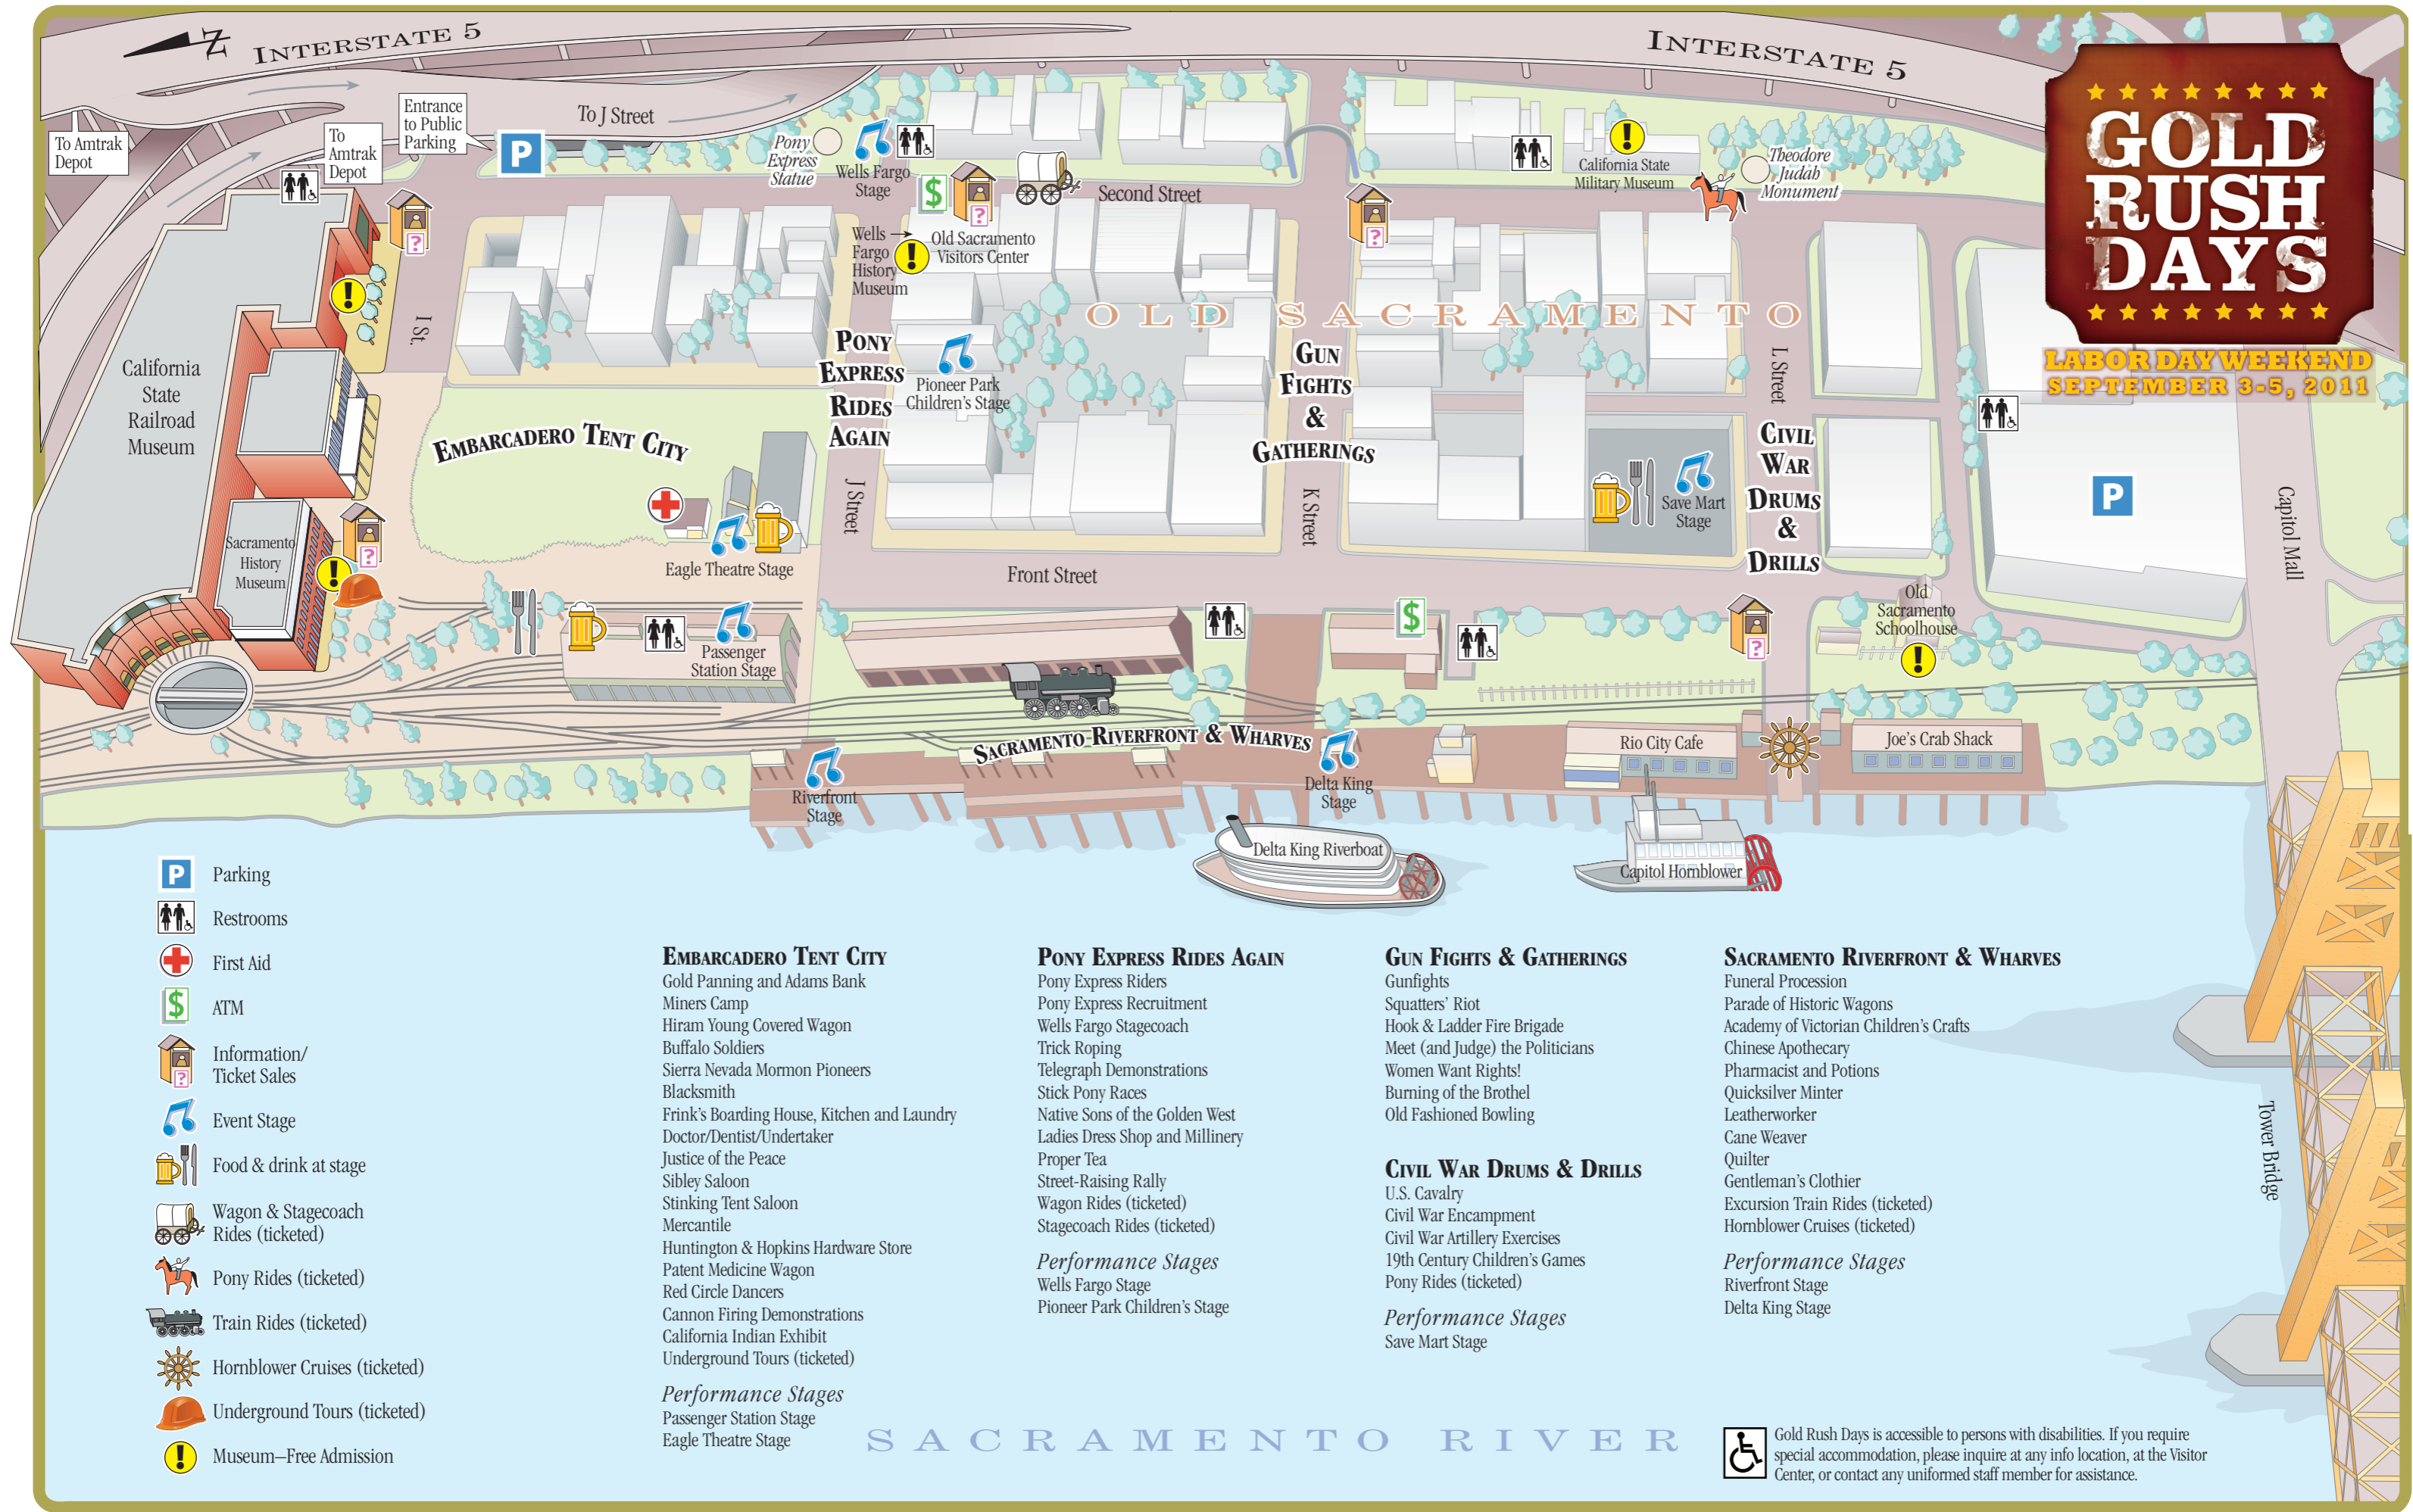 N
INTERSTATE 5
INTERSTATE 5
GOLD
RUSH
DAYS
LABOR DAY WEEKEND
SEPTEMBER 3-5, 2011
To Amtrak
Depot
To
Amtrak
Depot
Entrance
to Public
Parking
P
To J Street
Pony
Express
Statue
Wells Fargo
Stage
$
?
Second Street
!
California State
Military Museum
Theodore
Judah
Monument
?
!
I St.
Wells
Fargo
History
Museum
!
Old Sacramento
Visitors Center
?
OLD SACRAMENTO
California
State
Railroad
Museum
EMBARCADERO TENT CITY
PONY
EXPRESS
RIDES
AGAIN
Pioneer Park
Children's Stage
GUN
FIGHTS
&
GATHERINGS
L Street
CIVIL
WAR
DRUMS
&
DRILLS
Save Mart
Stage
P
Capitol Mall
J Street
K Street
Sacramento
History
Museum
?
!
Eagle Theatre Stage
Front Street
Passenger
Station Stage
$
?
Old
Sacramento
Schoolhouse
!
SACRAMENTO RIVERFRONT & WHARVES
Riverfront
Stage
Delta King
Stage
Rio City Cafe
Joe's Crab Shack
Delta King Riverboat
Capitol Hornblower
P Parking
Restrooms
First Aid
$ ATM
? Information/
Ticket Sales
Event Stage
Food & drink at stage
Wagon & Stagecoach
Rides (ticketed)
Pony Rides (ticketed)
Train Rides (ticketed)
Hornblower Cruises (ticketed)
Underground Tours (ticketed)
! Museum–Free Admission
EMBARCADERO TENT CITY
Gold Panning and Adams Bank
Miners Camp
Hiram Young Covered Wagon
Buffalo Soldiers
Sierra Nevada Mormon Pioneers
Blacksmith
Frink's Boarding House, Kitchen and Laundry
Doctor/Dentist/Undertaker
Justice of the Peace
Sibley Saloon
Stinking Tent Saloon
Mercantile
Huntington & Hopkins Hardware Store
Patent Medicine Wagon
Red Circle Dancers
Cannon Firing Demonstrations
California Indian Exhibit
Underground Tours (ticketed)
Performance Stages
Passenger Station Stage
Eagle Theatre Stage
PONY EXPRESS RIDES AGAIN
Pony Express Riders
Pony Express Recruitment
Wells Fargo Stagecoach
Trick Roping
Telegraph Demonstrations
Stick Pony Races
Native Sons of the Golden West
Ladies Dress Shop and Millinery
Proper Tea
Street-Raising Rally
Wagon Rides (ticketed)
Stagecoach Rides (ticketed)
Performance Stages
Wells Fargo Stage
Pioneer Park Children's Stage
GUN FIGHTS & GATHERINGS
Gunfights
Squatters' Riot
Hook & Ladder Fire Brigade
Meet (and Judge) the Politicians
Women Want Rights!
Burning of the Brothel
Old Fashioned Bowling
CIVIL WAR DRUMS & DRILLS
U.S. Cavalry
Civil War Encampment
Civil War Artillery Exercises
19th Century Children's Games
Pony Rides (ticketed)
Performance Stages
Save Mart Stage
SACRAMENTO RIVERFRONT & WHARVES
Funeral Procession
Parade of Historic Wagons
Academy of Victorian Children's Crafts
Chinese Apothecary
Pharmacist and Potions
Quicksilver Minter
Leatherworker
Cane Weaver
Quilter
Gentleman's Clothier
Excursion Train Rides (ticketed)
Hornblower Cruises (ticketed)
Performance Stages
Riverfront Stage
Delta King Stage
Tower Bridge
SACRAMENTO RIVER
Gold Rush Days is accessible to persons with disabilities. If you require
special accommodation, please inquire at any info location, at the Visitor
Center, or contact any uniformed staff member for assistance.